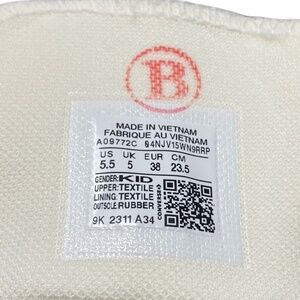 B
MADE IN VIETNAM
FABRIQUE AU VIETNAM
A09772C 04NJV15WN9RRP
US UK EUR CM
5.5 5 38 23.5
GENDER: KID
UPPER: TEXTILE
LINING: TEXTILE
OUTSOLE: RUBBER
CONVERSE®
9K 2311 A34